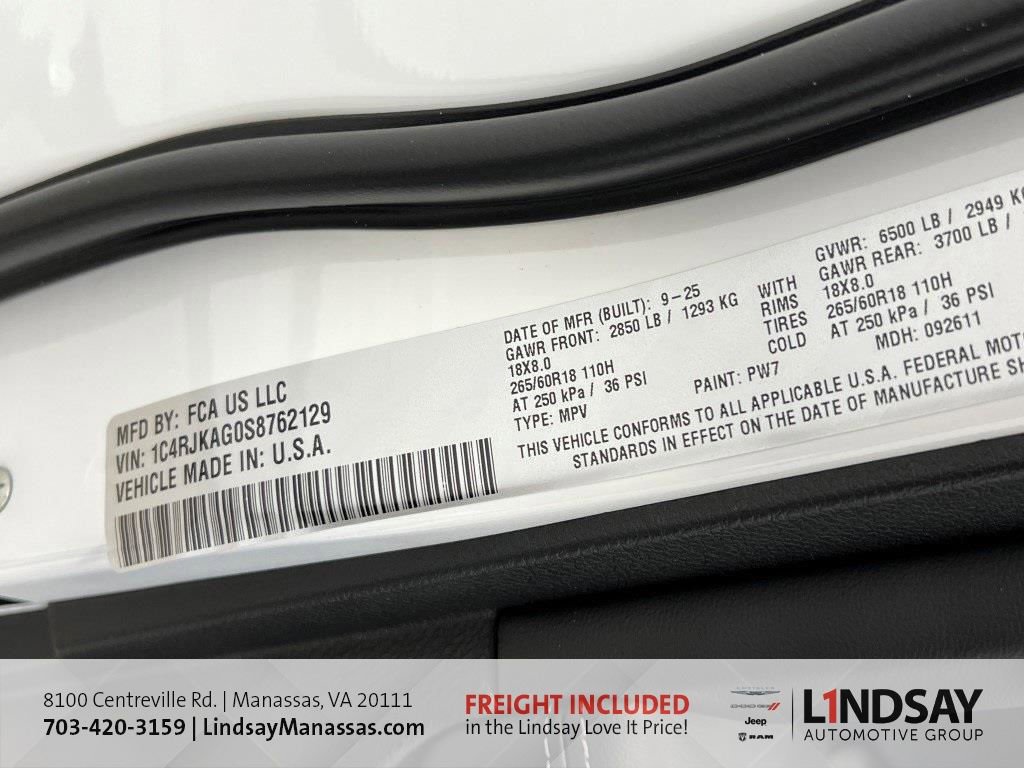 MFD BY: FCA US LLC
VIN: 1C4RJKAG0S8762129
VEHICLE MADE IN: U.S.A.
DATE OF MFR (BUILT): 9-25
GAWR FRONT: 2850 LB / 1293 KG
18X8.0
265/60R18 110H
AT 250 kPa / 36 PSI
TYPE: MPV
WITH
RIMS
TIRES
COLD
GVWR: 6500 LB / 2949 KG
GAWR REAR: 3700 LB /
18X8.0
265/60R18 110H
AT 250 kPa / 36 PSI
PAINT: PW7
MDH: 092611
THIS VEHICLE CONFORMS TO ALL APPLICABLE U.S.A. FEDERAL MOT
STANDARDS IN EFFECT ON THE DATE OF MANUFACTURE SH
8100 Centreville Rd. | Manassas, VA 20111
703-420-3159 | LindsayManassas.com
FREIGHT INCLUDED
in the Lindsay Love It Price!
CHRYSLER
DODGE
Jeep
RAM
L1NDSAY
AUTOMOTIVE GROUP